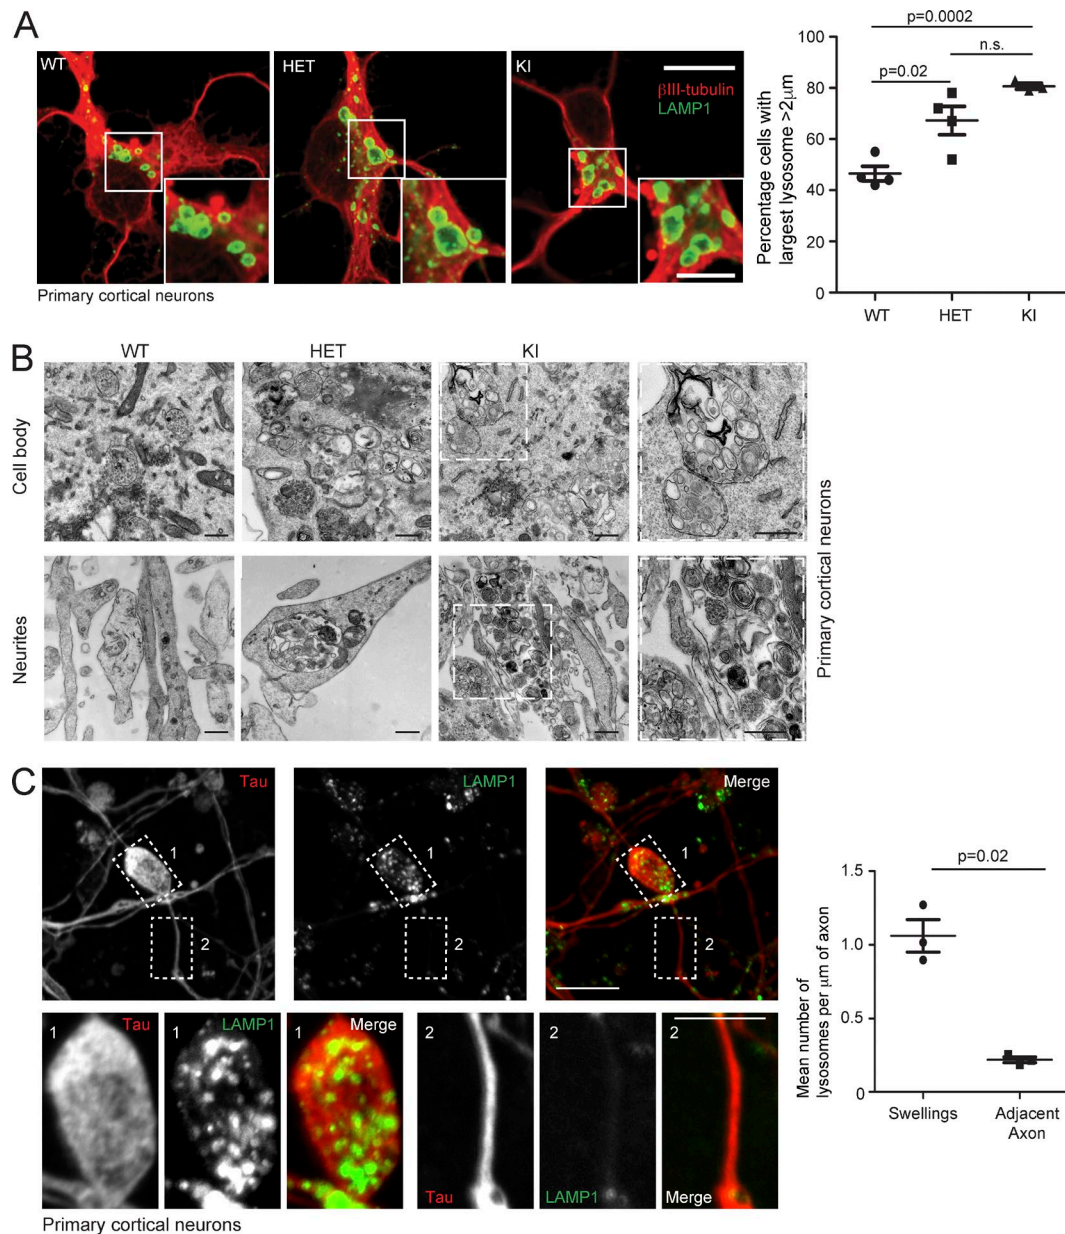 A
WT
HET
KI
βIII-tubulin
LAMP1
Primary cortical neurons
p=0.0002
n.s.
p=0.02
Percentage cells with
largest lysosome >2μm
100
80
60
40
20
0
WT
HET
KI
B
WT
HET
KI
Cell body
Neurites
Primary cortical neurons
C
Tau
1
2
LAMP1
1
2
Merge
1
2
1
Tau
1
LAMP1
1
Merge
2
Tau
2
LAMP1
2
Merge
Primary cortical neurons
p=0.02
Mean number of
lysosomes per μm of axon
1.5
1.0
0.5
0
Swellings
Adjacent
Axon